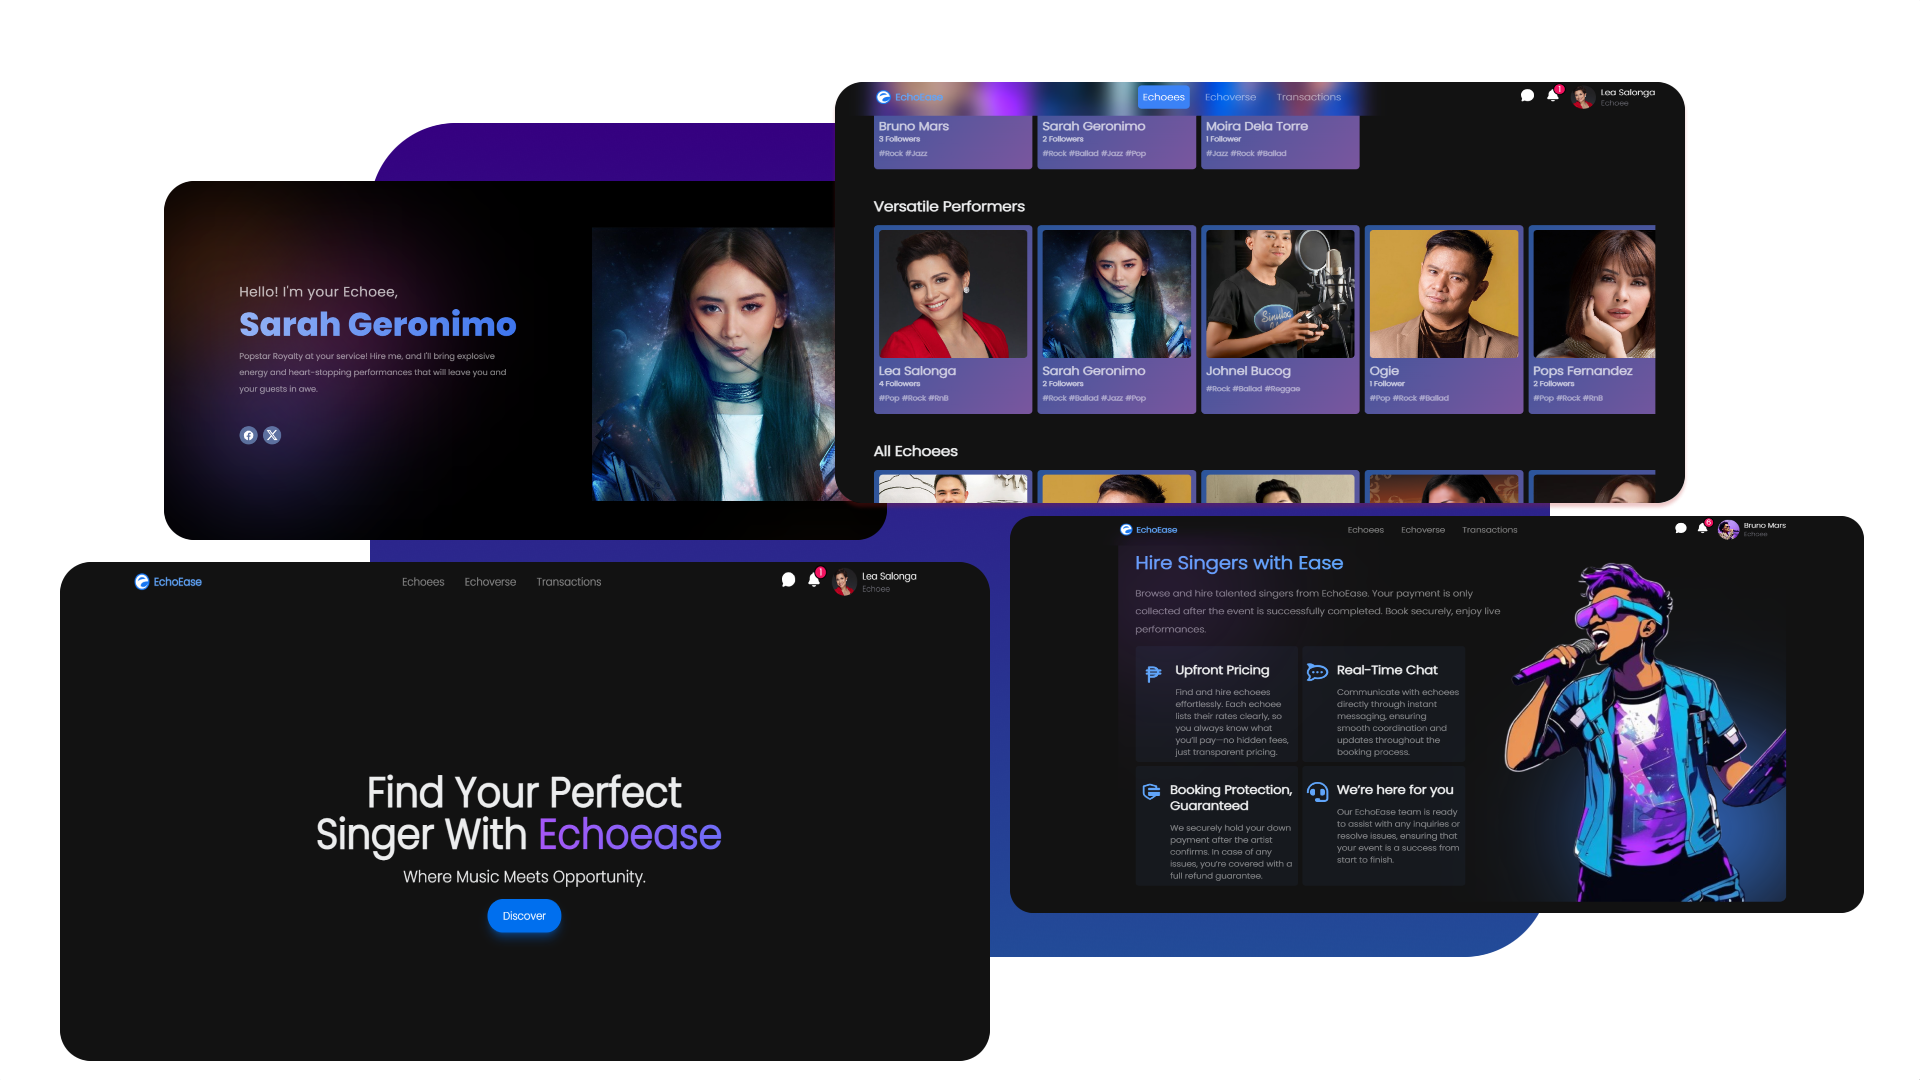 EchoEase
Echoees
Echoverse
Transactions
1
Lea Salonga
Echoee
Bruno Mars
3 Followers
#Rock #Jazz
Sarah Geronimo
2 Followers
#Rock #Ballad #Jazz #Pop
Moira Dela Torre
1 Follower
#Jazz #Rock #Ballad
Versatile Performers
Lea Salonga
4 Followers
#Pop #Rock #RnB
Sarah Geronimo
2 Followers
#Rock #Ballad #Jazz #Pop
Johnel Bucog
#Rock #Ballad #Reggae
Ogie
1 Follower
#Pop #Rock #Ballad
Pops Fernandez
2 Followers
#Pop #Rock #RnB
All Echoees
Hello! I'm your Echoee,
Sarah Geronimo
Popstar Royalty at your service! Hire me, and I'll bring explosive
energy and heart-stopping performances that will leave you and
your guests in awe.
EchoEase
Echoees
Echoverse
Transactions
6
Bruno Mars
Echoee
Hire Singers with Ease
Browse and hire talented singers from EchoEase. Your payment is only
collected after the event is successfully completed. Book securely, enjoy live
performances.
Upfront Pricing
Find and hire echoees
effortlessly. Each echoee
lists their rates clearly, so
you always know what
you'll pay—no hidden fees,
just transparent pricing.
Real-Time Chat
Communicate with echoees
directly through instant
messaging, ensuring
smooth coordination and
updates throughout the
booking process.
Booking Protection,
Guaranteed
We securely hold your down
payment after the artist
confirms. In case of any
issues, you're covered with a
full refund guarantee.
We're here for you
Our EchoEase team is ready
to assist with any inquiries or
resolve issues, ensuring that
your event is a success from
start to finish.
EchoEase
Echoees
Echoverse
Transactions
1
Lea Salonga
Echoee
Find Your Perfect
Singer With Echoease
Where Music Meets Opportunity.
Discover